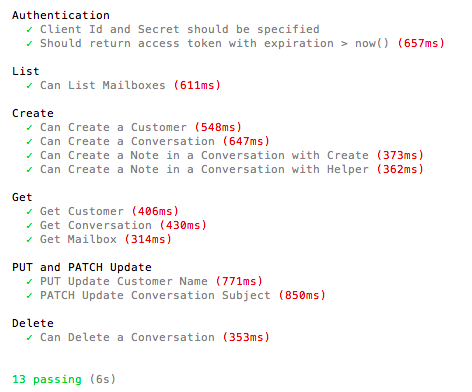 Authentication
✓ Client Id and Secret should be specified
✓ Should return access token with expiration > now() (657ms)
List
✓ Can List Mailboxes (611ms)
Create
✓ Can Create a Customer (548ms)
✓ Can Create a Conversation (647ms)
✓ Can Create a Note in a Conversation with Create (373ms)
✓ Can Create a Note in a Conversation with Helper (362ms)
Get
✓ Get Customer (406ms)
✓ Get Conversation (430ms)
✓ Get Mailbox (314ms)
PUT and PATCH Update
✓ PUT Update Customer Name (771ms)
✓ PATCH Update Conversation Subject (850ms)
Delete
✓ Can Delete a Conversation (353ms)
13 passing (6s)